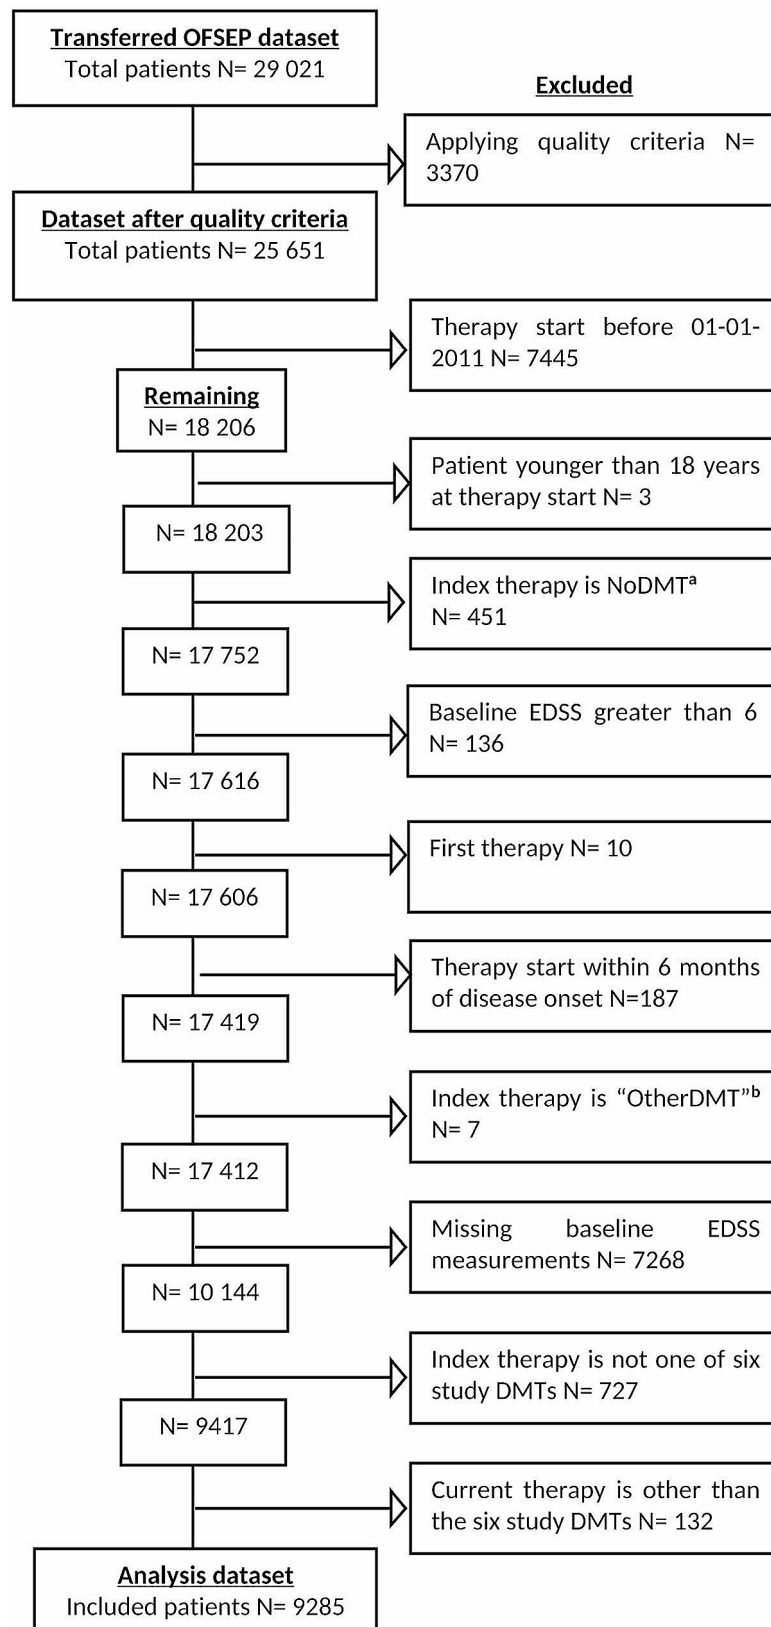 Transferred OFSEP dataset
Total patients N= 29 021
Excluded
Applying quality criteria N=
3370
Dataset after quality criteria
Total patients N= 25 651
Therapy start before 01-01-
2011 N= 7445
Remaining
N= 18 206
Patient younger than 18 years
at therapy start N= 3
N= 18 203
Index therapy is NoDMTᵃ
N= 451
N= 17 752
Baseline EDSS greater than 6
N= 136
N= 17 616
First therapy N= 10
N= 17 606
Therapy start within 6 months
of disease onset N=187
N= 17 419
Index therapy is “OtherDMT”ᵇ
N= 7
N= 17 412
Missing baseline EDSS
measurements N= 7268
N= 10 144
Index therapy is not one of six
study DMTs N= 727
N= 9417
Current therapy is other than
the six study DMTs N= 132
Analysis dataset
Included patients N= 9285